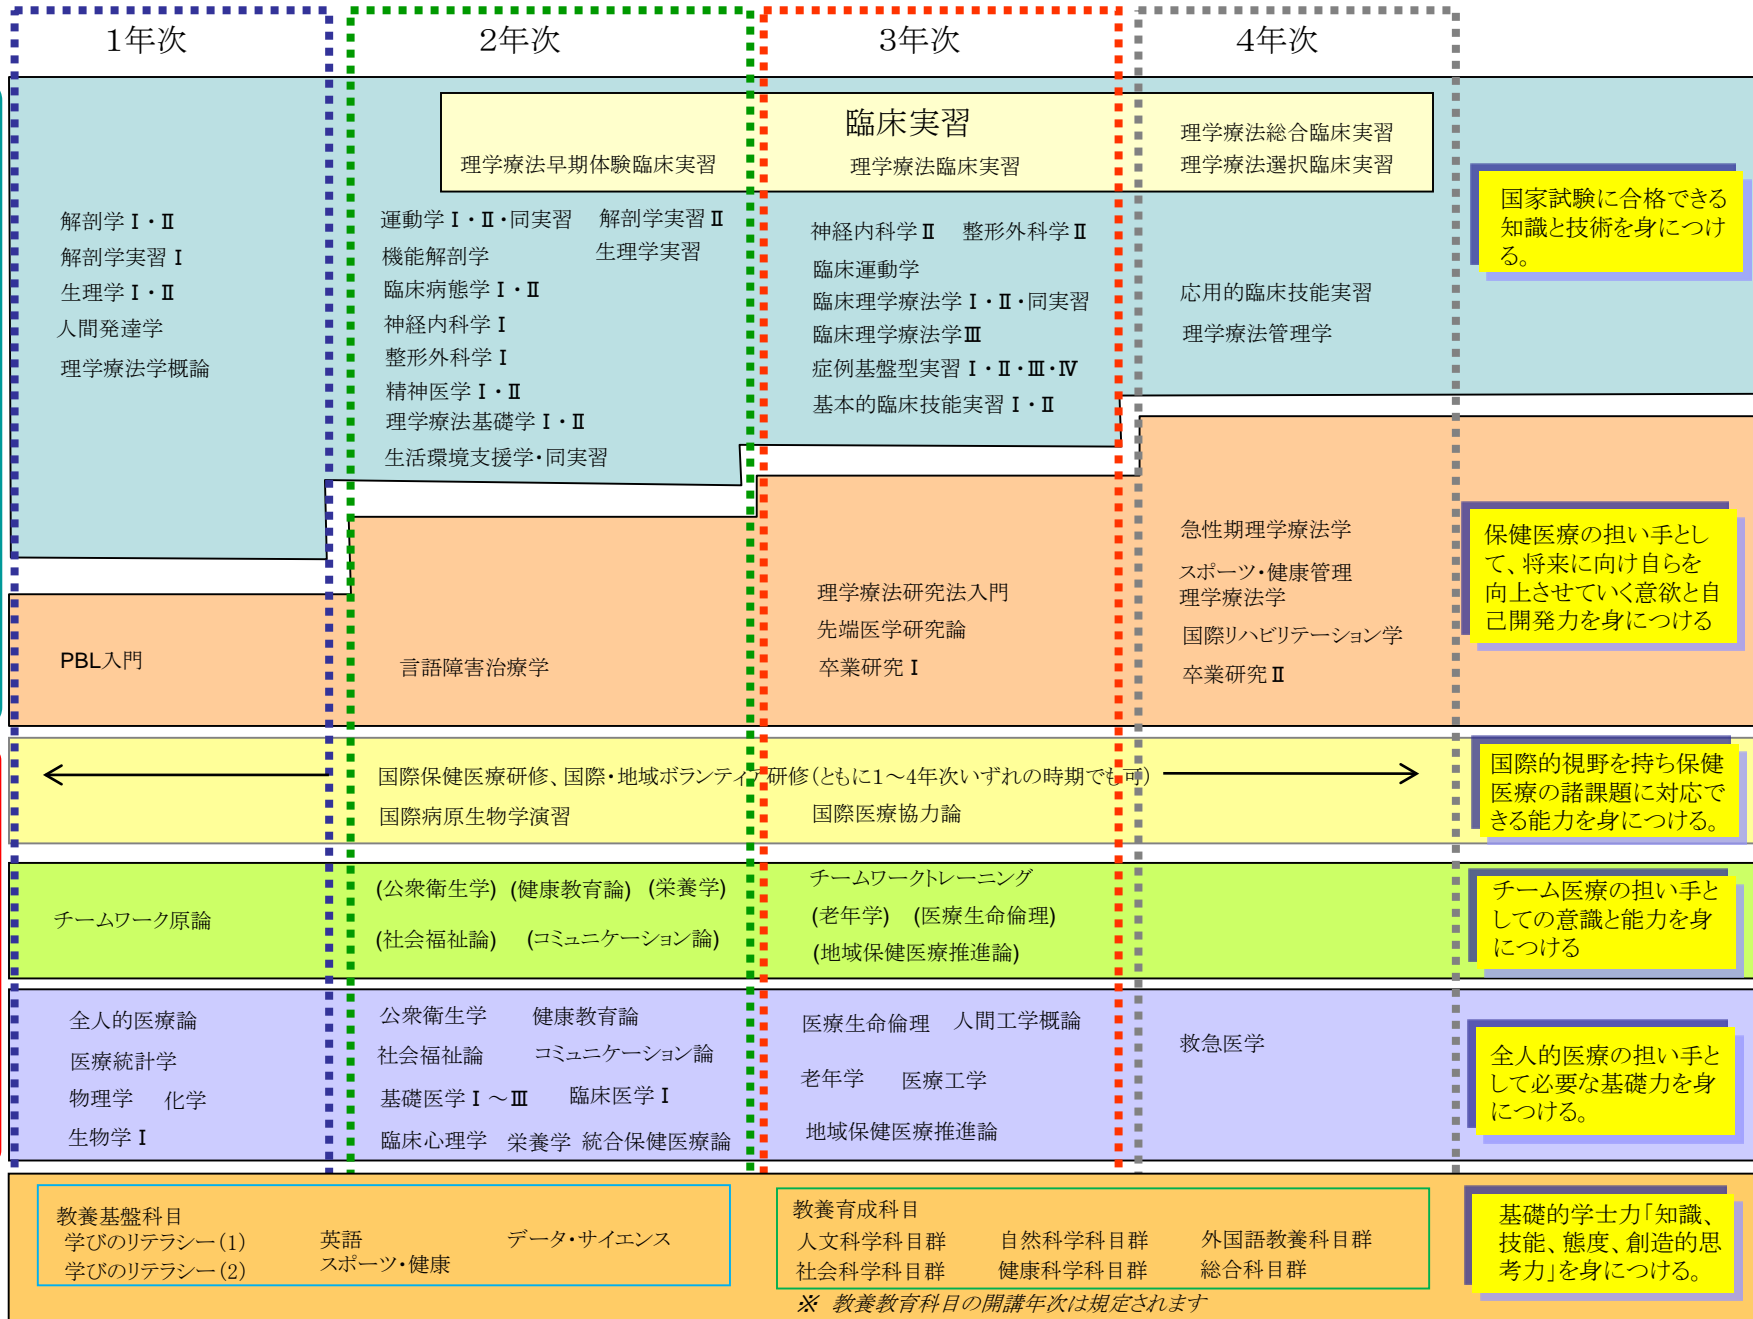 1年次
2年次
3年次
4年次
臨床実習
理学療法早期体験臨床実習
理学療法臨床実習
理学療法総合臨床実習
理学療法選択臨床実習
国家試験に合格できる
知識と技術を身につけ
る。
解剖学Ⅰ・Ⅱ
解剖学実習Ⅰ
生理学Ⅰ・Ⅱ
人間発達学
理学療法学概論
運動学Ⅰ・Ⅱ・同実習
解剖学実習Ⅱ
機能解剖学
生理学実習
臨床病態学Ⅰ・Ⅱ
神経内科学Ⅰ
整形外科学Ⅰ
精神医学Ⅰ・Ⅱ
理学療法基礎学Ⅰ・Ⅱ
生活環境支援学・同実習
神経内科学Ⅱ 整形外科学Ⅱ
臨床運動学
臨床理学療法学Ⅰ・Ⅱ・同実習
臨床理学療法学Ⅲ
症例基盤型実習Ⅰ・Ⅱ・Ⅲ・Ⅳ
基本的臨床技能実習Ⅰ・Ⅱ
応用的臨床技能実習
理学療法管理学
PBL入門
言語障害治療学
理学療法研究法入門
先端医学研究論
卒業研究Ⅰ
急性期理学療法学
スポーツ・健康管理
理学療法学
国際リハビリテーション学
卒業研究Ⅱ
保健医療の担い手とし
て、将来に向け自らを
向上させていく意欲と自
己開発力を身につける
国際保健医療研修、国際・地域ボランティア研修(ともに1～4年次いずれの時期でも可)
国際病原生物学演習
国際医療協力論
国際的視野を持ち保健
医療の諸課題に対応で
きる能力を身につける。
チームワーク原論
(公衆衛生学) (健康教育論) (栄養学)
(社会福祉論) (コミュニケーション論)
チームワークトレーニング
(老年学) (医療生命倫理)
(地域保健医療推進論)
チーム医療の担い手と
しての意識と能力を身
につける
全人的医療論
医療統計学
物理学 化学
生物学Ⅰ
公衆衛生学 健康教育論
社会福祉論 コミュニケーション論
基礎医学Ⅰ～Ⅲ 臨床医学Ⅰ
臨床心理学 栄養学 統合保健医療論
医療生命倫理 人間工学概論
老年学 医療工学
地域保健医療推進論
救急医学
全人的医療の担い手と
して必要な基礎力を身
につける。
教養基盤科目
学びのリテラシー(1) 英語 データ・サイエンス
学びのリテラシー(2) スポーツ・健康
教養育成科目
人文科学科目群 自然科学科目群 外国語教養科目群
社会科学科目群 健康科学科目群 総合科目群
※ 教養教育科目の開講年次は規定されます
基礎的学士力「知識、
技能、態度、創造的思
考力」を身につける。